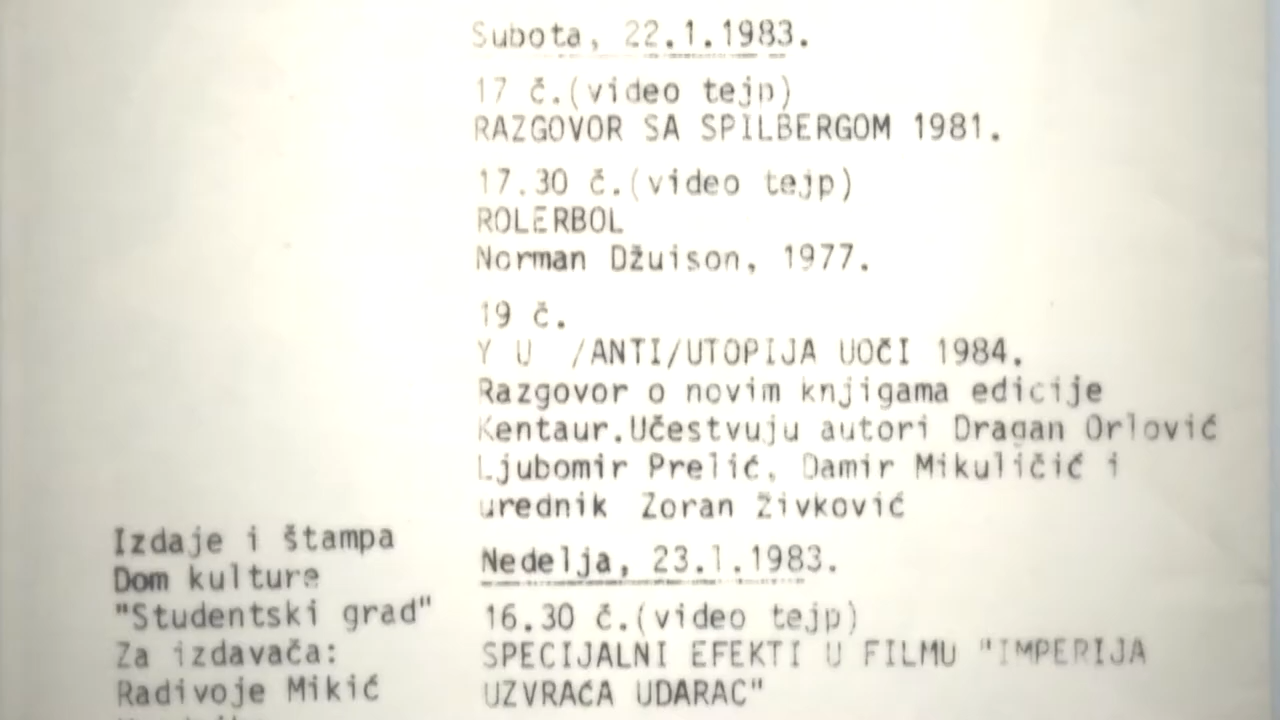 Subota, 22.1.1983.
17 č.(video tejp)
RAZGOVOR SA SPILBERGOM 1981.
17.30 č.(video tejp)
ROLERBOL
Norman Džuison, 1977.
19 č.
Y U /ANTI/UTOPIJA UOČI 1984.
Razgovor o novim knjigama edicije
Kentaur.Učestvuju autori Dragan Orlović
Ljubomir Prelić, Damir Mikuličić i
urednik Zoran Živković
Nedelja, 23.1.1983.
16.30 č.(video tejp)
SPECIJALNI EFEKTI U FILMU "IMPERIJA
UZVRAĆA UDARAC"
Izdaje i štampa
Dom kulture
"Studentski grad"
Za izdavača:
Radivoje Mikić